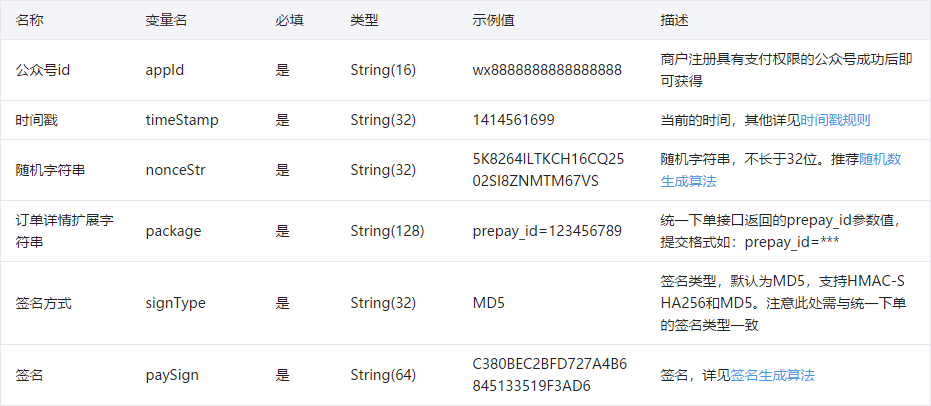 名称 变量名 必填 类型 示例值 描述
公众号id appId 是 String(16) wx8888888888888888 商户注册具有支付权限的公众号成功后即
可获得
时间戳 timeStamp 是 String(32) 1414561699 当前的时间，其他详见时间戳规则
随机字符串 nonceStr 是 String(32) 5K8264ILTKCH16CQ25
02SI8ZNMTM67VS 随机字符串，不长于32位。推荐随机数
生成算法
订单详情扩展字
符串 package 是 String(128) prepay_id=123456789 统一下单接口返回的prepay_id参数值，
提交格式如：prepay_id=***
签名方式 signType 是 String(32) MD5 签名类型，默认为MD5，支持HMAC-S
HA256和MD5。注意此处需与统一下单
的签名类型一致
签名 paySign 是 String(64) C380BEC2BFD727A4B6
845133519F3AD6 签名，详见签名生成算法